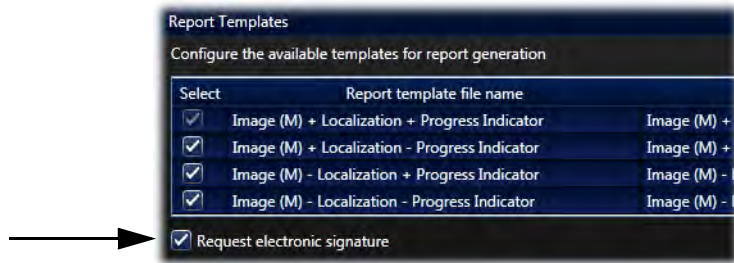 Report Templates
Configure the available templates for report generation
Select Report template file name
Image (M) + Localization + Progress Indicator Image (M) +
Image (M) + Localization - Progress Indicator Image (M) +
Image (M) - Localization + Progress Indicator Image (M) -
Image (M) - Localization - Progress Indicator Image (M) -
Request electronic signature